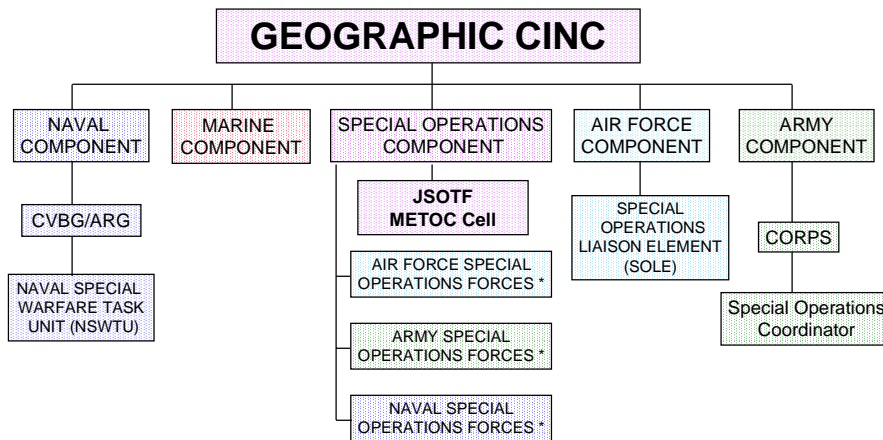 GEOGRAPHIC CINC
NAVAL
COMPONENT
MARINE
COMPONENT
SPECIAL OPERATIONS
COMPONENT
AIR FORCE
COMPONENT
ARMY
COMPONENT
CVBG/ARG
NAVAL SPECIAL
WARFARE TASK
UNIT (NSWTU)
JSOTF
METOC Cell
AIR FORCE SPECIAL
OPERATIONS FORCES *
ARMY SPECIAL
OPERATIONS FORCES *
NAVAL SPECIAL
OPERATIONS FORCES *
SPECIAL
OPERATIONS
LIAISON ELEMENT
(SOLE)
CORPS
Special Operations
Coordinator